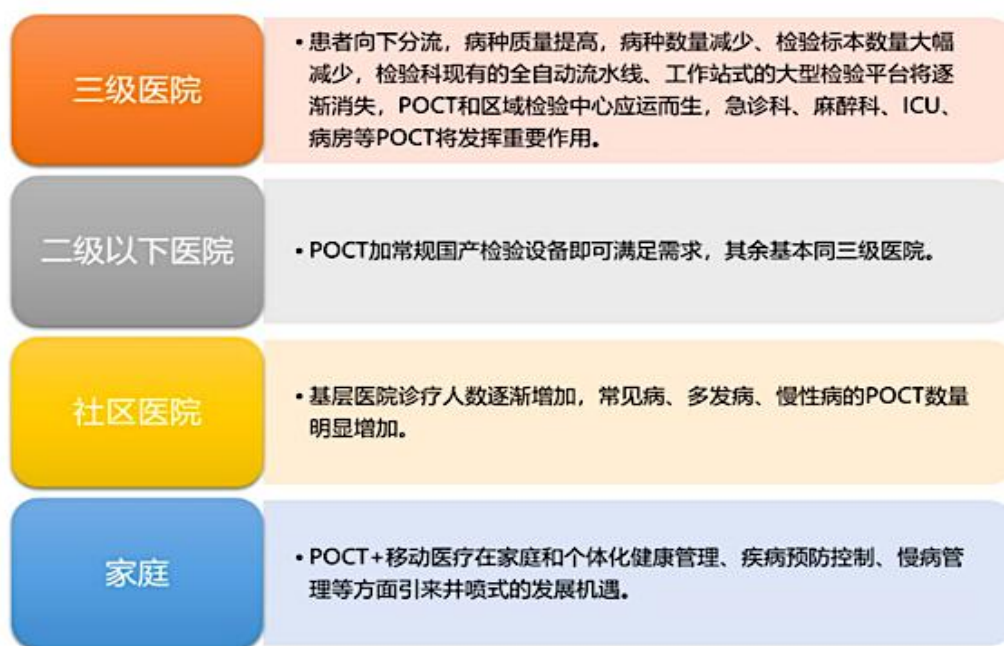 三级医院
• 患者向下分流，病种质量提高，病种数量减少、检验标本数量大幅
减少，检验科现有的全自动流水线、工作站式的大型检验平台将逐
渐消失，POCT和区域检验中心应运而生，急诊科、麻醉科、ICU、
病房等POCT将发挥重要作用。
二级以下医院
• POCT加常规国产检验设备即可满足需求，其余基本同三级医院。
社区医院
• 基层医院诊疗人数逐渐增加，常见病、多发病、慢性病的POCT数量
明显增加。
家庭
• POCT+移动医疗在家庭和个体化健康管理、疾病预防控制、慢病管
理等方面引来井喷式的发展机遇。